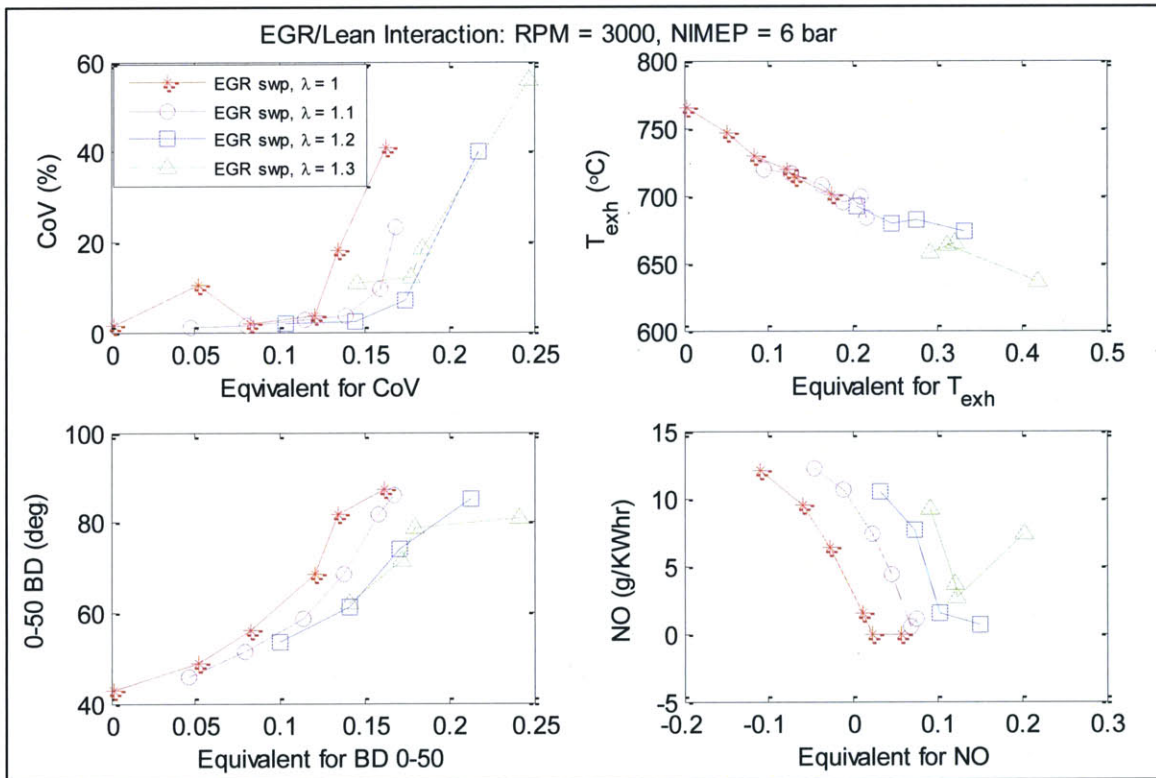 EGR/Lean Interaction: RPM = 3000, NIMEP = 6 bar
60
40
20
0
CoV (%)
EGR swp, λ = 1
EGR swp, λ = 1.1
EGR swp, λ = 1.2
EGR swp, λ = 1.3
0 0.05 0.1 0.15 0.2 0.25
Eqvivalent for CoV
800
750
700
650
600
T_exh (°C)
0 0.1 0.2 0.3 0.4 0.5
Equivalent for T_exh
100
80
60
40
0-50 BD (deg)
0 0.05 0.1 0.15 0.2 0.25
Equivalent for BD 0-50
15
10
5
0
-5
NO (g/KWhr)
-0.2 -0.1 0 0.1 0.2 0.3
Equivalent for NO